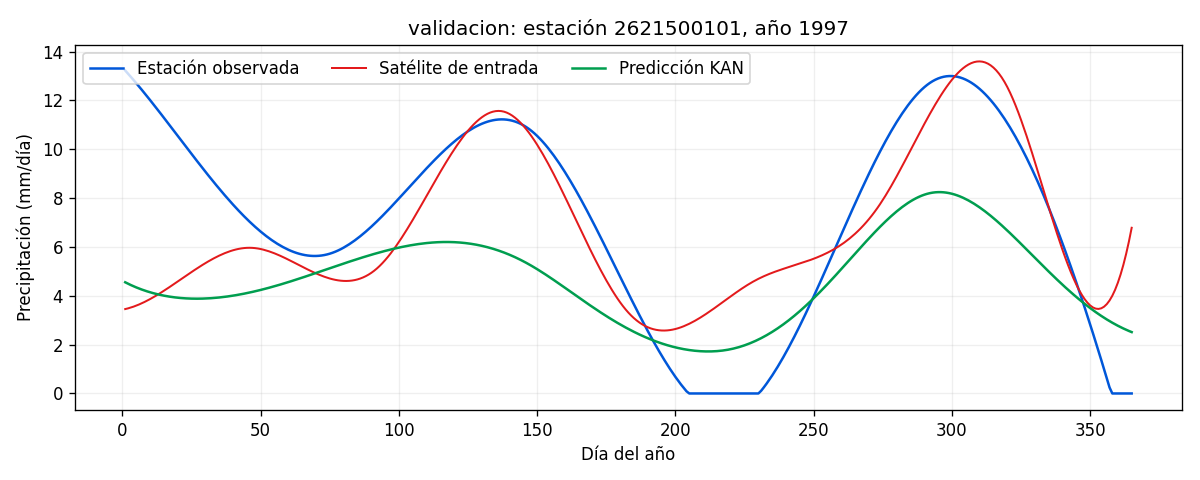 validacion: estación 2621500101, año 1997
Estación observada
Satélite de entrada
Predicción KAN
Precipitación (mm/día)
14
12
10
8
6
4
2
0
0 50 100 150 200 250 300 350
Día del año